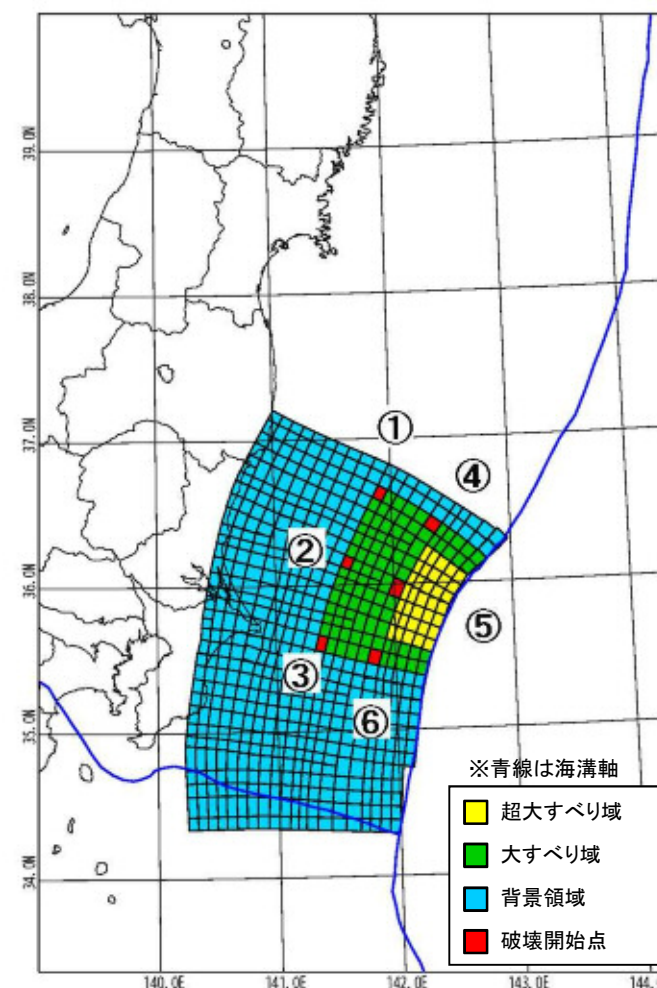 39.0N
38.0N
37.0N
①
④
②
36.0N
⑤
③
⑥
35.0N
※青線は海溝軸
超大すべり域
大すべり域
34.0N
背景領域
破壊開始点
140.0E
141.0E
142.0E
143.0E
144.